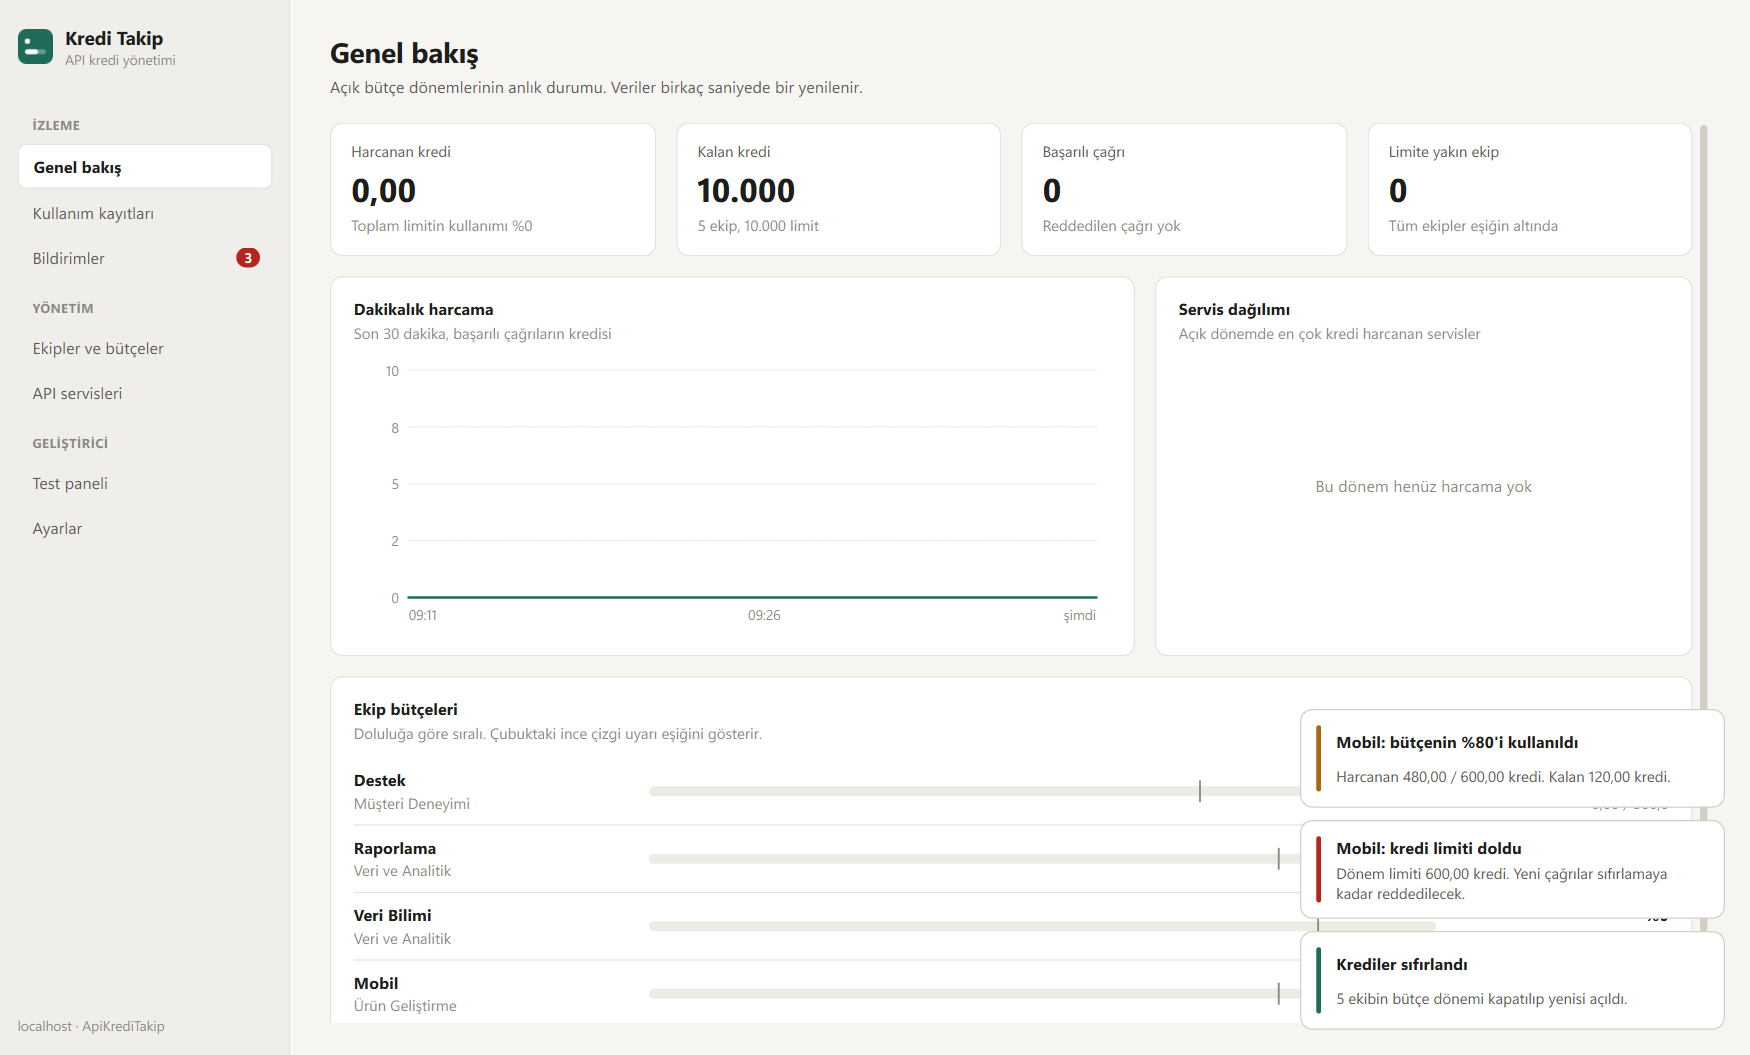 Kredi Takip
API kredi yönetimi
İZLEME
Genel bakış
Kullanım kayıtları
Bildirimler
3
YÖNETİM
Ekipler ve bütçeler
API servisleri
GELİŞTİRİCİ
Test paneli
Ayarlar
localhost · ApiKrediTakip
Genel bakış
Açık bütçe dönemlerinin anlık durumu. Veriler birkaç saniyede bir yenilenir.
Harcanan kredi
0,00
Toplam limitin kullanımı %0
Kalan kredi
10.000
5 ekip, 10.000 limit
Başarılı çağrı
0
Reddedilen çağrı yok
Limite yakın ekip
0
Tüm ekipler eşiğin altında
Dakikalık harcama
Son 30 dakika, başarılı çağrıların kredisi
10
8
5
2
0
09:11
09:26
şimdi
Servis dağılımı
Açık dönemde en çok kredi harcanan servisler
Bu dönem henüz harcama yok
Ekip bütçeleri
Doluluğa göre sıralı. Çubuktaki ince çizgi uyarı eşiğini gösterir.
Destek
Müşteri Deneyimi
Raporlama
Veri ve Analitik
Veri Bilimi
Veri ve Analitik
Mobil
Ürün Geliştirme
Mobil: bütçenin %80'i kullanıldı
Harcanan 480,00 / 600,00 kredi. Kalan 120,00 kredi.
Mobil: kredi limiti doldu
Dönem limiti 600,00 kredi. Yeni çağrılar sıfırlamaya
kadar reddedilecek.
Krediler sıfırlandı
5 ekibin bütçe dönemi kapatılıp yenisi açıldı.